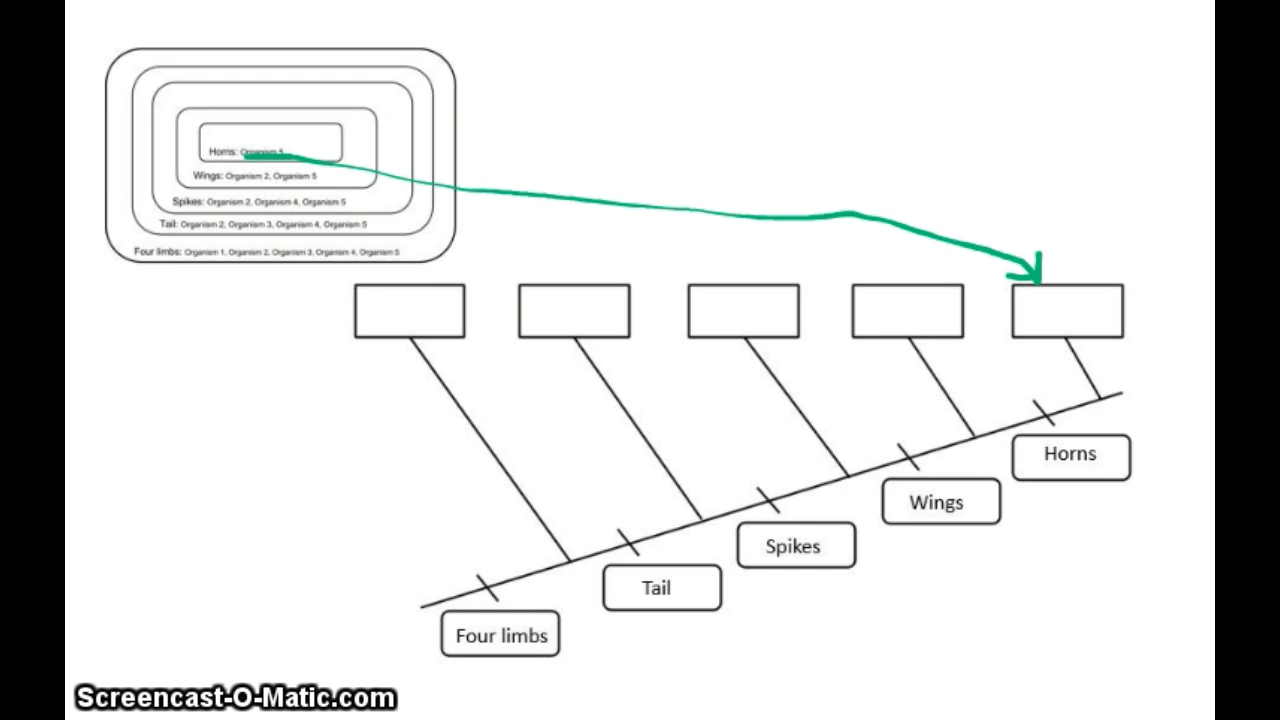 Horns: Organism 5
Wings: Organism 2, Organism 5
Spikes: Organism 2, Organism 4, Organism 5
Tail: Organism 2, Organism 3, Organism 4, Organism 5
Four limbs: Organism 1, Organism 2, Organism 3, Organism 4, Organism 5
Horns
Wings
Spikes
Tail
Four limbs
Screencast-O-Matic.com